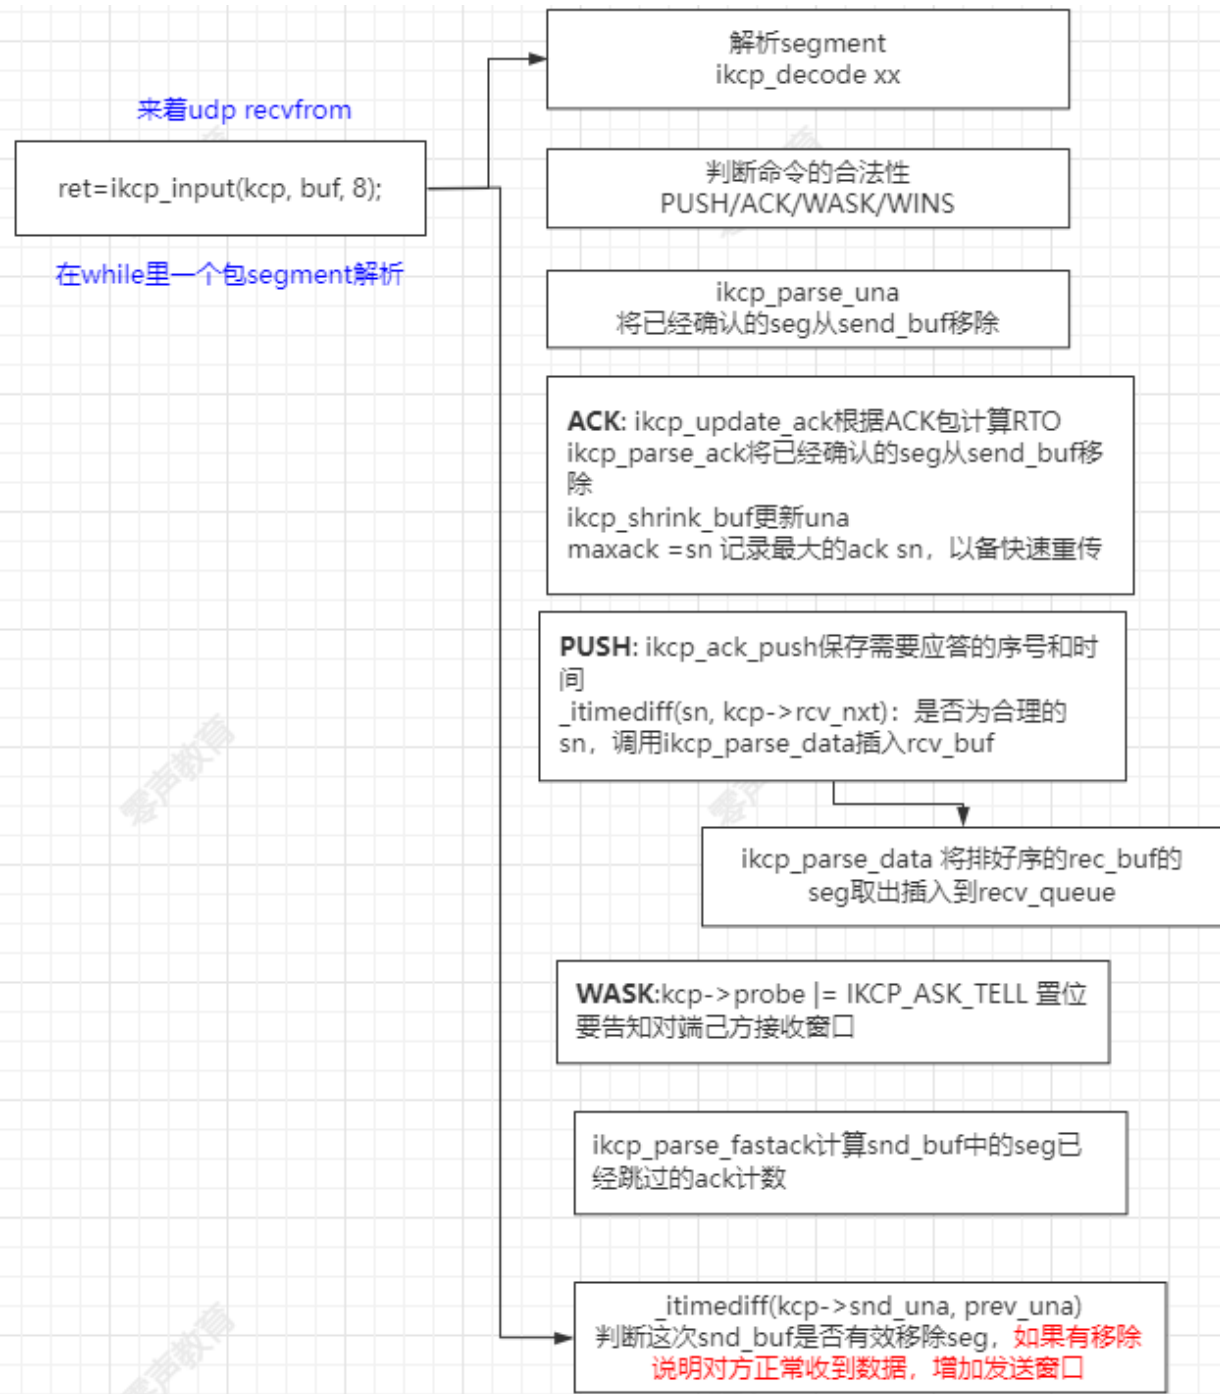 来着udp recvfrom
ret=ikcp_input(kcp, buf, 8);
在while里一个包segment解析
解析segment
ikcp_decode xx
判断命令的合法性
PUSH/ACK/WASK/WINS
ikcp_parse_una
将已经确认的seg从send_buf移除
ACK: ikcp_update_ack根据ACK包计算RTO
ikcp_parse_ack将已经确认的seg从send_buf移
除
ikcp_shrink_buf更新una
maxack =sn 记录最大的ack sn，以备快速重传
PUSH: ikcp_ack_push保存需要应答的序号和时
间
_itimediff(sn, kcp->rcv_nxt)：是否为合理的
sn，调用ikcp_parse_data插入rcv_buf
ikcp_parse_data 将排好序的rec_buf的
seg取出插入到recv_queue
WASK:kcp->probe |= IKCP_ASK_TELL 置位
要告知对端己方接收窗口
ikcp_parse_fastack计算snd_buf中的seg已
经跳过的ack计数
_itimediff(kcp->snd_una, prev_una)
判断这次snd_buf是否有效移除seg，如果有移除
说明对方正常收到数据，增加发送窗口
零声教育
零声教育
零声教育